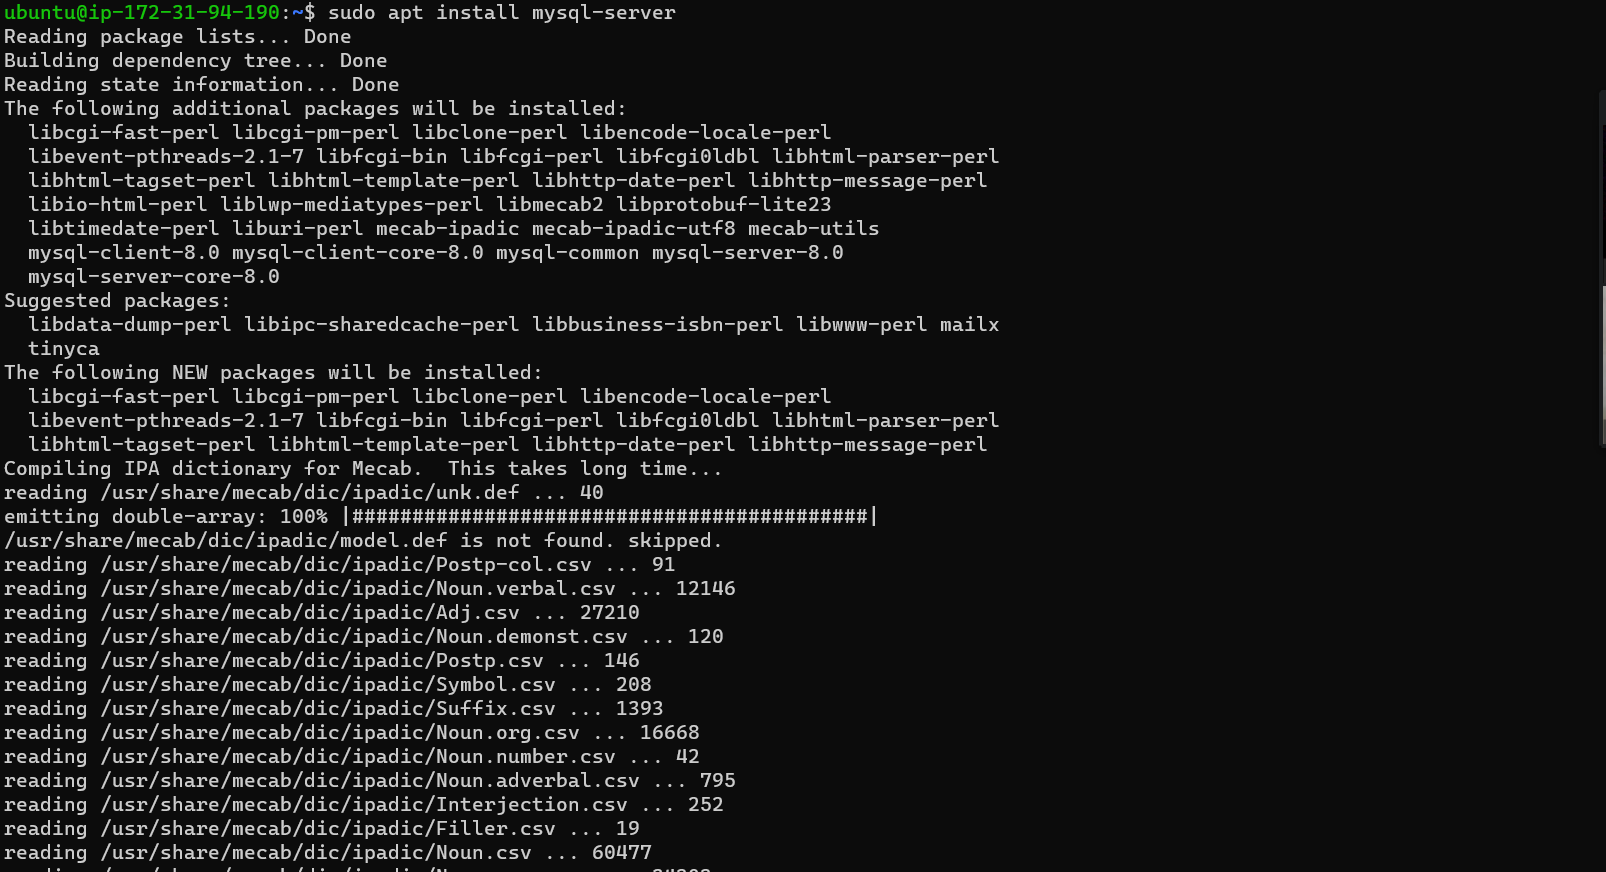 ubuntu@ip-172-31-94-190:~$ sudo apt install mysql-server
Reading package lists... Done
Building dependency tree... Done
Reading state information... Done
The following additional packages will be installed:
  libcgi-fast-perl libcgi-pm-perl libclone-perl libencode-locale-perl
  libevent-pthreads-2.1-7 libfcgi-bin libfcgi-perl libfcgi0ldbl libhtml-parser-perl
  libhtml-tagset-perl libhtml-template-perl libhttp-date-perl libhttp-message-perl
  libio-html-perl liblwp-mediatypes-perl libmecab2 libprotobuf-lite23
  libtimedate-perl liburi-perl mecab-ipadic mecab-ipadic-utf8 mecab-utils
  mysql-client-8.0 mysql-client-core-8.0 mysql-common mysql-server-8.0
  mysql-server-core-8.0
Suggested packages:
  libdata-dump-perl libipc-sharedcache-perl libbusiness-isbn-perl libwww-perl mailx
  tinyca
The following NEW packages will be installed:
  libcgi-fast-perl libcgi-pm-perl libclone-perl libencode-locale-perl
  libevent-pthreads-2.1-7 libfcgi-bin libfcgi-perl libfcgi0ldbl libhtml-parser-perl
  libhtml-tagset-perl libhtml-template-perl libhttp-date-perl libhttp-message-perl
Compiling IPA dictionary for Mecab.  This takes long time...
reading /usr/share/mecab/dic/ipadic/unk.def ... 40
emitting double-array: 100% |###########################################|
/usr/share/mecab/dic/ipadic/model.def is not found. skipped.
reading /usr/share/mecab/dic/ipadic/Postp-col.csv ... 91
reading /usr/share/mecab/dic/ipadic/Noun.verbal.csv ... 12146
reading /usr/share/mecab/dic/ipadic/Adj.csv ... 27210
reading /usr/share/mecab/dic/ipadic/Noun.demonst.csv ... 120
reading /usr/share/mecab/dic/ipadic/Postp.csv ... 146
reading /usr/share/mecab/dic/ipadic/Symbol.csv ... 208
reading /usr/share/mecab/dic/ipadic/Suffix.csv ... 1393
reading /usr/share/mecab/dic/ipadic/Noun.org.csv ... 16668
reading /usr/share/mecab/dic/ipadic/Noun.number.csv ... 42
reading /usr/share/mecab/dic/ipadic/Noun.adverbal.csv ... 795
reading /usr/share/mecab/dic/ipadic/Interjection.csv ... 252
reading /usr/share/mecab/dic/ipadic/Filler.csv ... 19
reading /usr/share/mecab/dic/ipadic/Noun.csv ... 60477